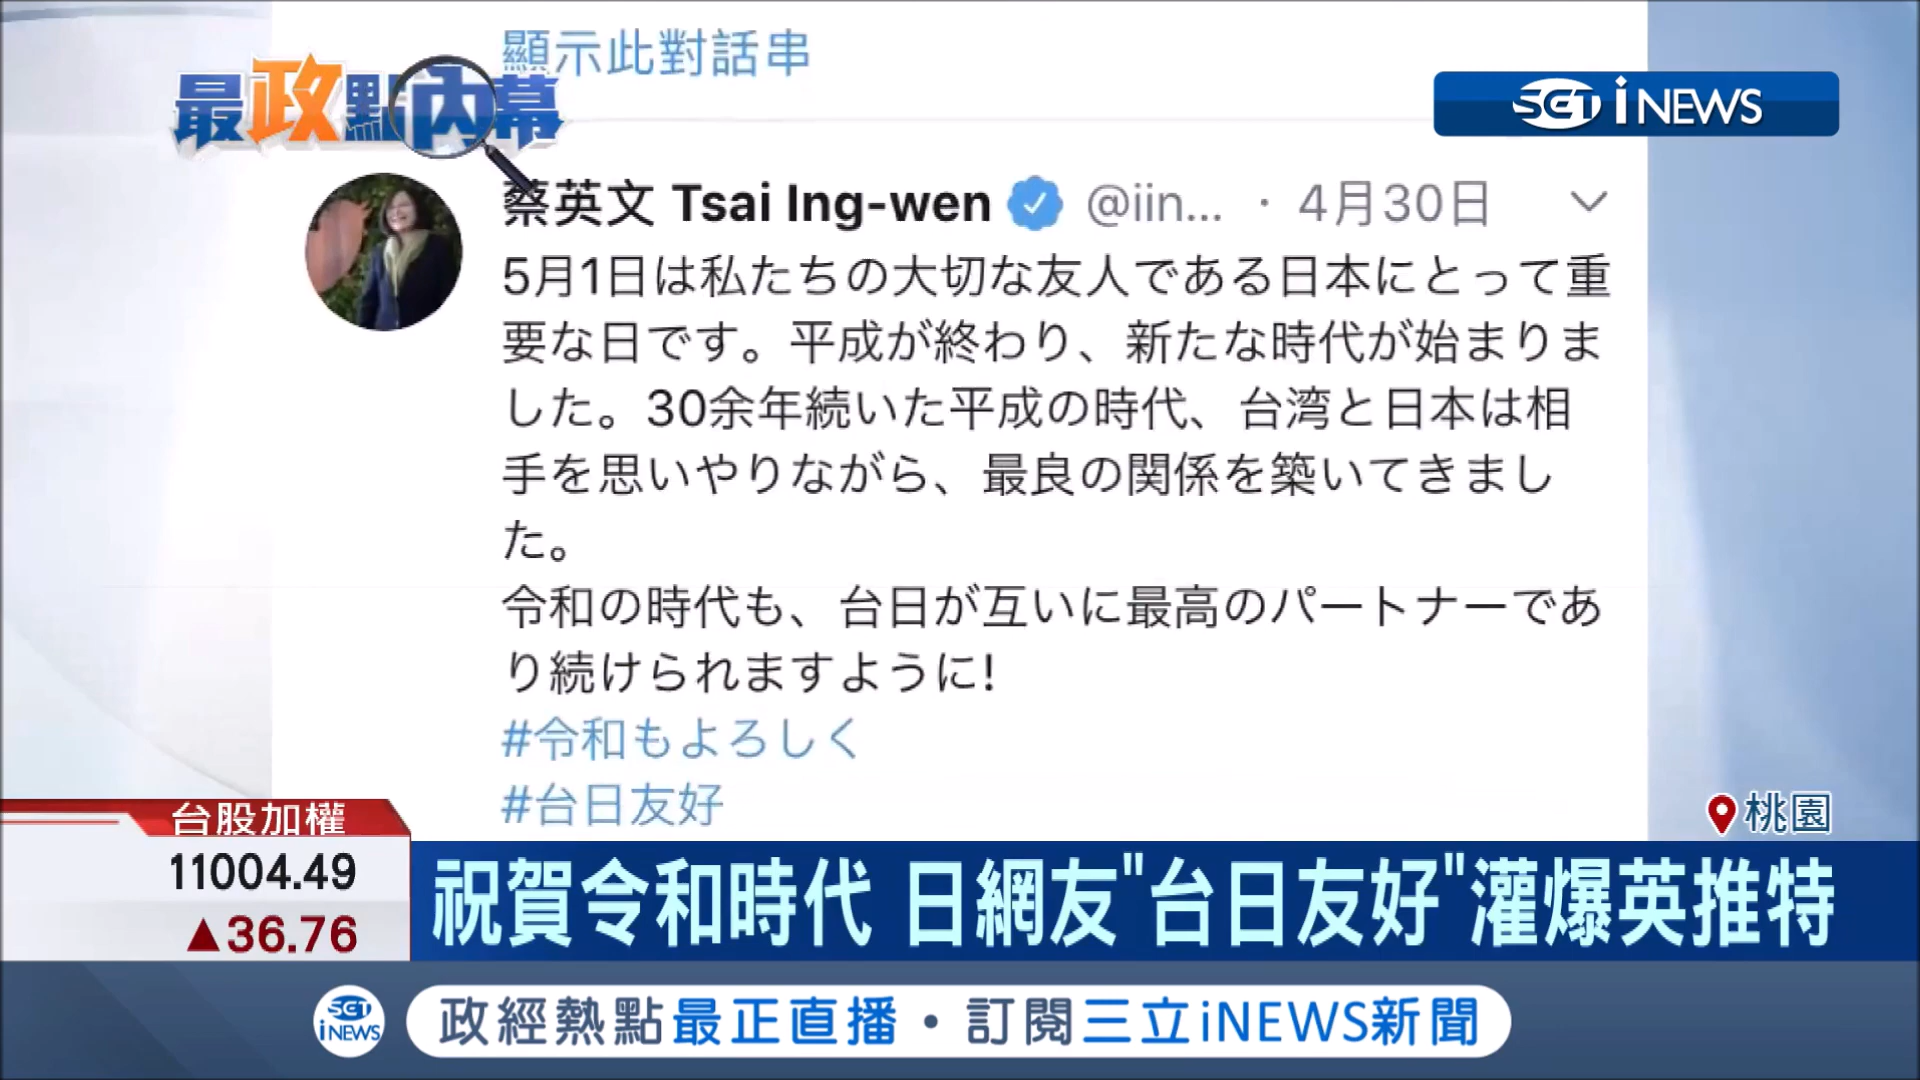 顯示此對話串
最政點內幕
SET iNEWS
蔡英文 Tsai Ing-wen @iin... · 4月30日
5月1日は私たちの大切な友人である日本にとって重
要な日です。平成が終わり、新たな時代が始まりま
した。30余年続いた平成の時代、台湾と日本は相
手を思いやりながら、最良の関係を築いてきまし
た。
令和の時代も、台日が互いに最高のパートナーであ
り続けられますように!
#令和もよろしく
#台日友好
桃園
台股加權
11004.49
▲36.76
祝賀令和時代 日網友"台日友好"灌爆英推特
SET iNEWS
政經熱點最正直播・訂閱三立iNEWS新聞